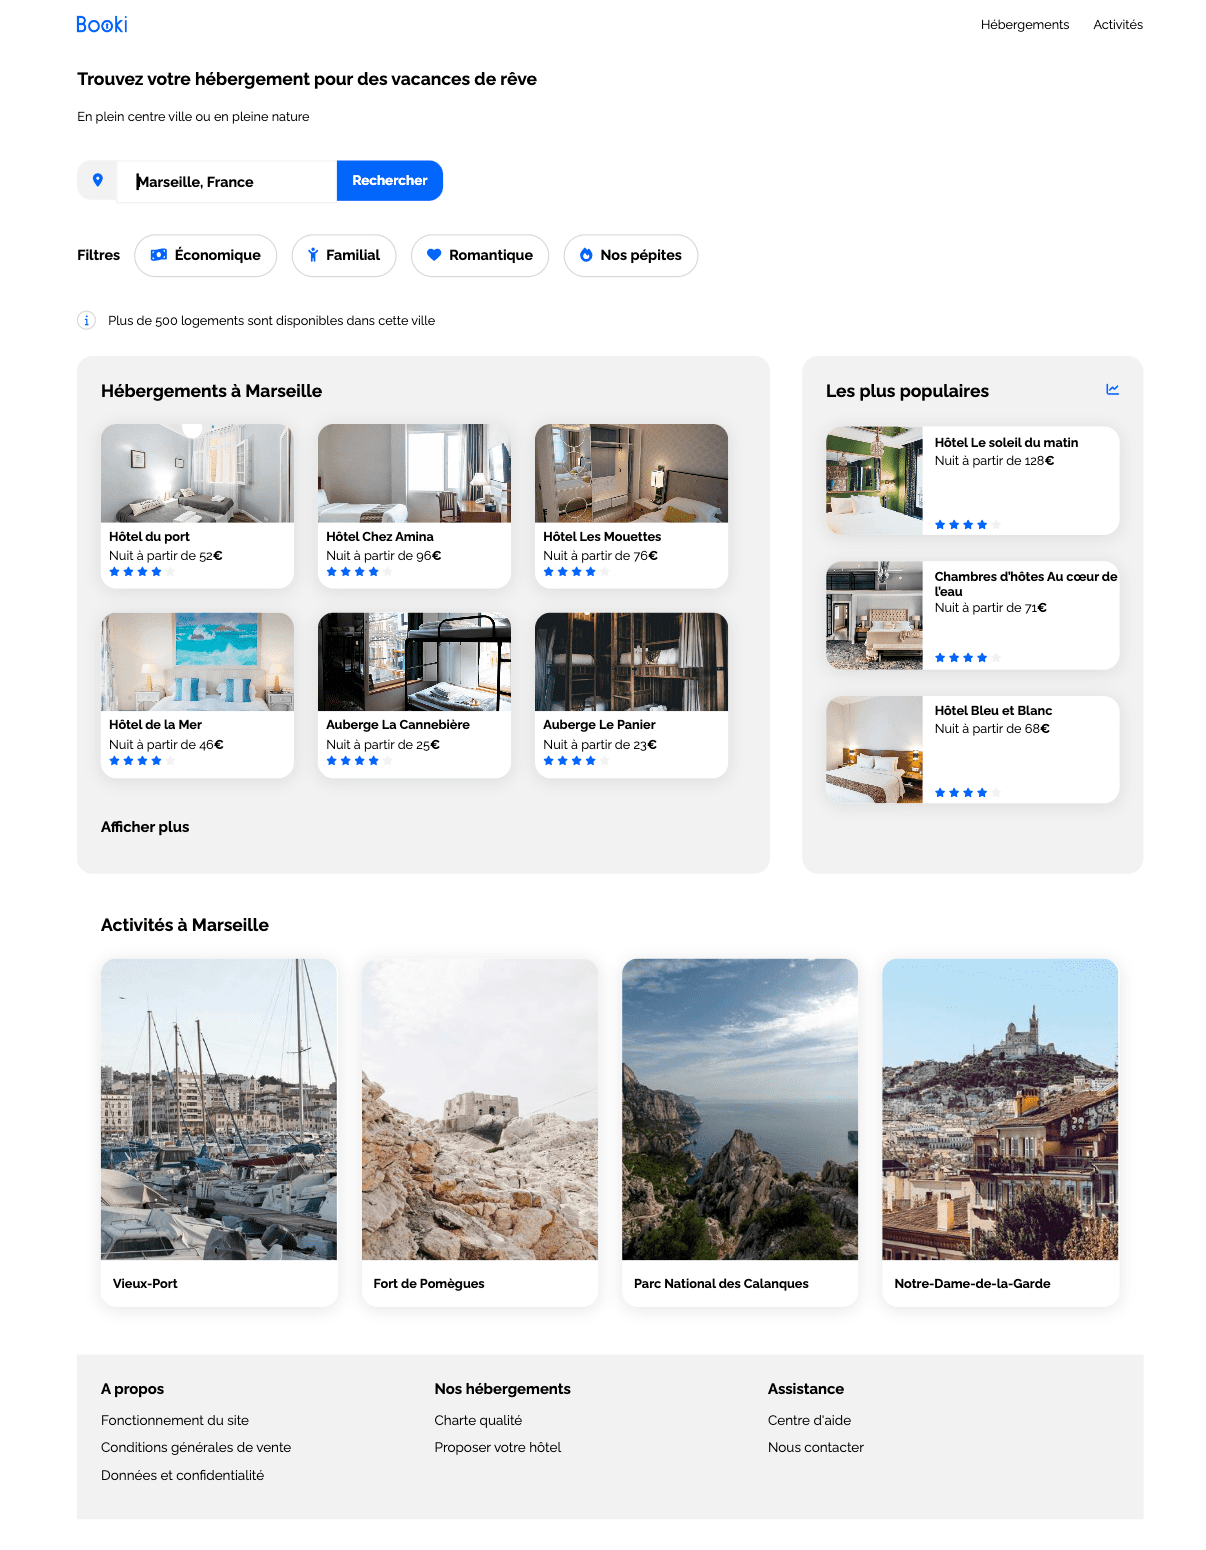 Booki
Hébergements
Activités
Trouvez votre hébergement pour des vacances de rêve
En plein centre ville ou en pleine nature
Marseille, France
Rechercher
Filtres
Économique
Familial
Romantique
Nos pépites
Plus de 500 logements sont disponibles dans cette ville
Hébergements à Marseille
Hôtel du port
Nuit à partir de 52€
Hôtel Chez Amina
Nuit à partir de 96€
Hôtel Les Mouettes
Nuit à partir de 76€
Hôtel de la Mer
Nuit à partir de 46€
Auberge La Cannebière
Nuit à partir de 25€
Auberge Le Panier
Nuit à partir de 23€
Afficher plus
Les plus populaires
Hôtel Le soleil du matin
Nuit à partir de 128€
Chambres d'hôtes Au cœur de
l'eau
Nuit à partir de 71€
Hôtel Bleu et Blanc
Nuit à partir de 68€
Activités à Marseille
Vieux-Port
Fort de Pomègues
Parc National des Calanques
Notre-Dame-de-la-Garde
A propos
Fonctionnement du site
Conditions générales de vente
Données et confidentialité
Nos hébergements
Charte qualité
Proposer votre hôtel
Assistance
Centre d'aide
Nous contacter